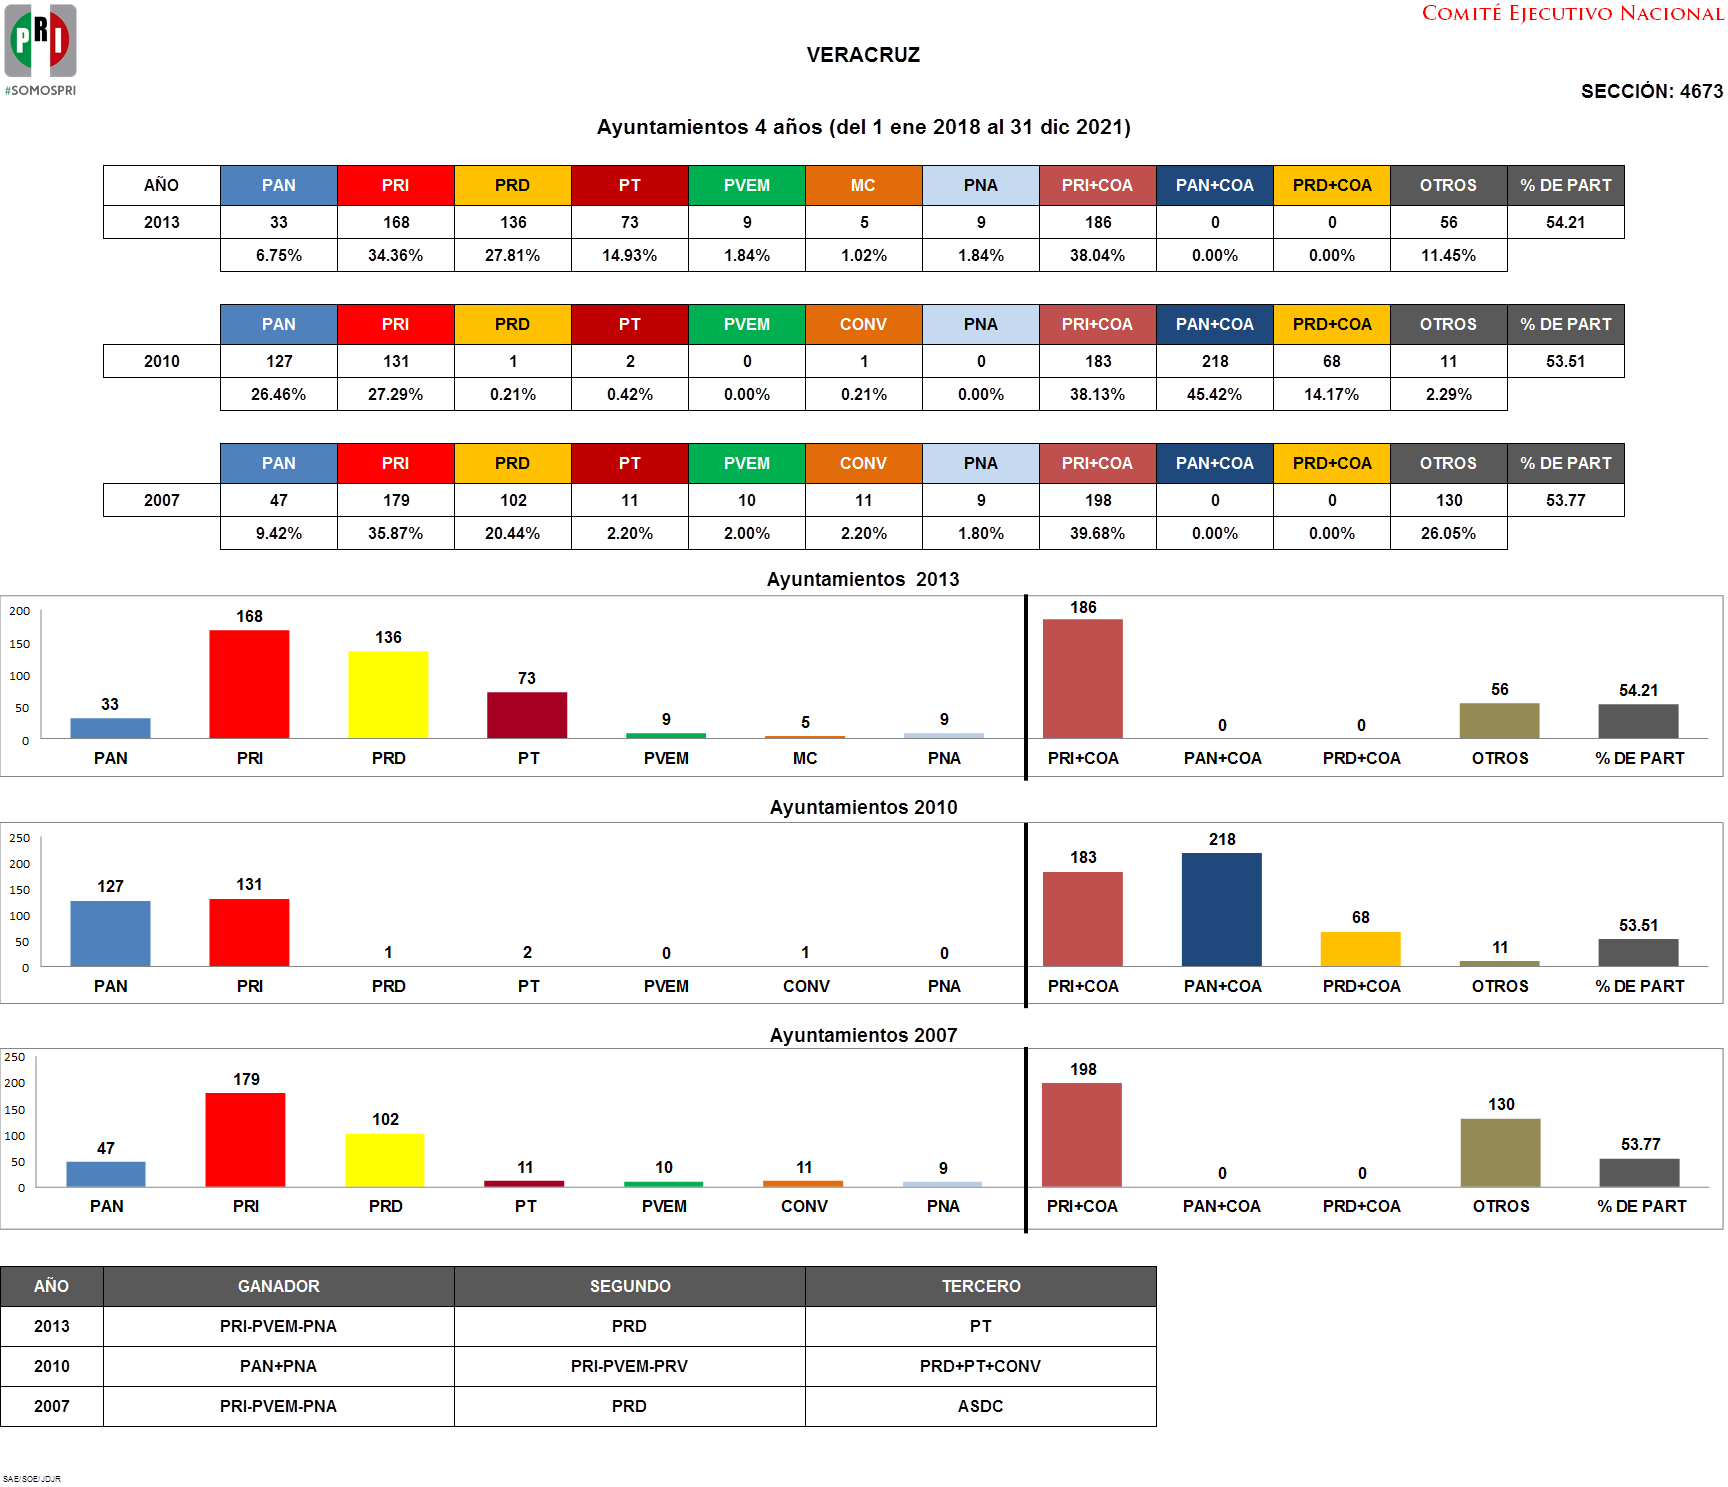 PRI
#SOMOSPRI
COMITÉ EJECUTIVO NACIONAL
VERACRUZ
SECCIÓN: 4673
Ayuntamientos 4 años (del 1 ene 2018 al 31 dic 2021)
AÑO PAN PRI PRD PT PVEM MC PNA PRI+COA PAN+COA PRD+COA OTROS % DE PART
2013 33 168 136 73 9 5 9 186 0 0 56 54.21
6.75% 34.36% 27.81% 14.93% 1.84% 1.02% 1.84% 38.04% 0.00% 0.00% 11.45%
PAN PRI PRD PT PVEM CONV PNA PRI+COA PAN+COA PRD+COA OTROS % DE PART
2010 127 131 1 2 0 1 0 183 218 68 11 53.51
26.46% 27.29% 0.21% 0.42% 0.00% 0.21% 0.00% 38.13% 45.42% 14.17% 2.29%
PAN PRI PRD PT PVEM CONV PNA PRI+COA PAN+COA PRD+COA OTROS % DE PART
2007 47 179 102 11 10 11 9 198 0 0 130 53.77
9.42% 35.87% 20.44% 2.20% 2.00% 2.20% 1.80% 39.68% 0.00% 0.00% 26.05%
Ayuntamientos 2013
200
150
100
50
0
33 168 136 73 9 5 9 186 0 0 56 54.21
PAN PRI PRD PT PVEM MC PNA PRI+COA PAN+COA PRD+COA OTROS % DE PART
Ayuntamientos 2010
250
200
150
100
50
0
127 131 1 2 0 1 0 183 218 68 11 53.51
PAN PRI PRD PT PVEM CONV PNA PRI+COA PAN+COA PRD+COA OTROS % DE PART
Ayuntamientos 2007
250
200
150
100
50
0
47 179 102 11 10 11 9 198 0 0 130 53.77
PAN PRI PRD PT PVEM CONV PNA PRI+COA PAN+COA PRD+COA OTROS % DE PART
AÑO GANADOR SEGUNDO TERCERO
2013 PRI-PVEM-PNA PRD PT
2010 PAN+PNA PRI-PVEM-PRV PRD+PT+CONV
2007 PRI-PVEM-PNA PRD ASDC
SAE/SOE/JDJR